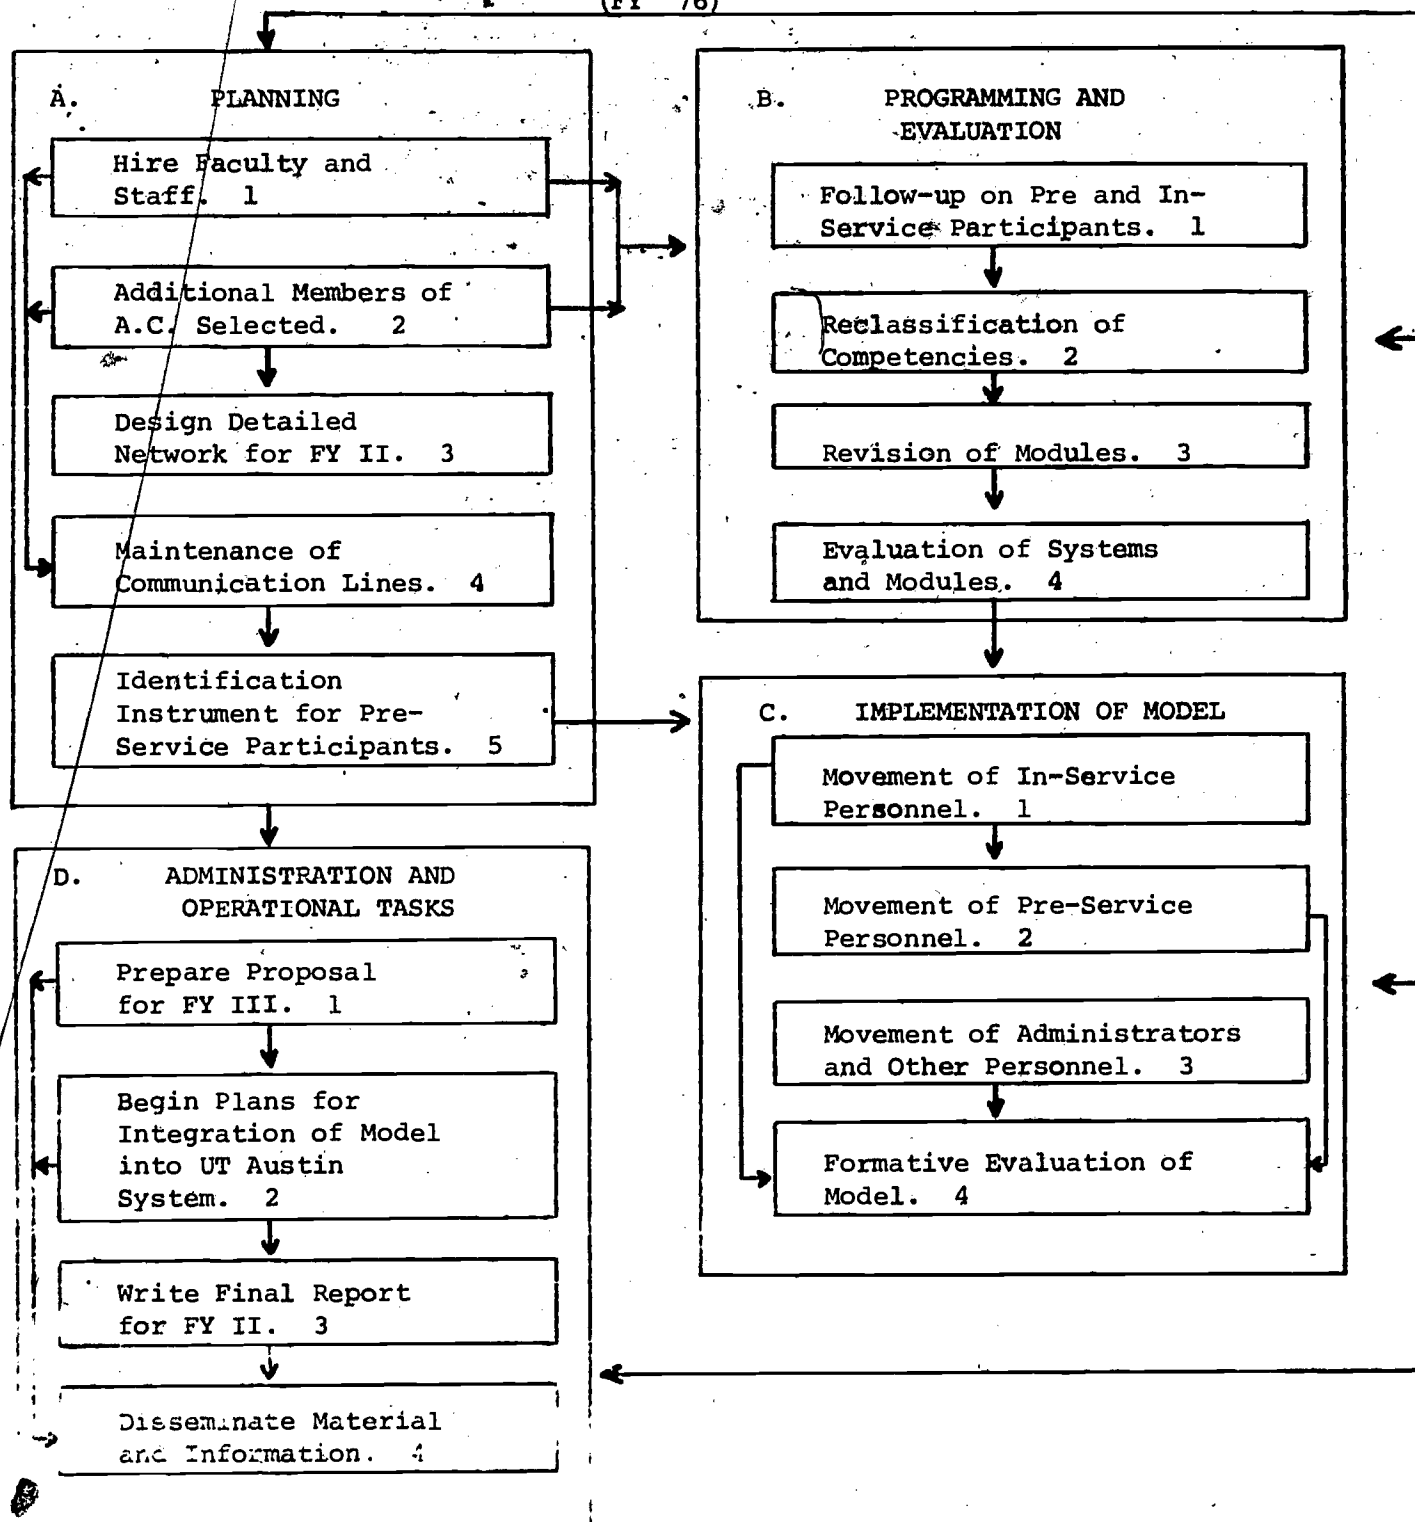 (FY 76)
A. PLANNING
Hire Faculty and
Staff. 1
Additional Members of
A.C. Selected. 2
Design Detailed
Network for FY II. 3
Maintenance of
Communication Lines. 4
Identification
Instrument for Pre-
Service Participants. 5
B. PROGRAMMING AND
EVALUATION
Follow-up on Pre and In-
Service Participants. 1
Reclassification of
Competencies. 2
Revision of Modules. 3
Evaluation of Systems
and Modules. 4
C. IMPLEMENTATION OF MODEL
Movement of In-Service
Personnel. 1
Movement of Pre-Service
Personnel. 2
Movement of Administrators
and Other Personnel. 3
Formative Evaluation of
Model. 4
D. ADMINISTRATION AND
OPERATIONAL TASKS
Prepare Proposal
for FY III. 1
Begin Plans for
Integration of Model
into UT Austin
System. 2
Write Final Report
for FY II. 3
Disseminate Material
and Information. 4